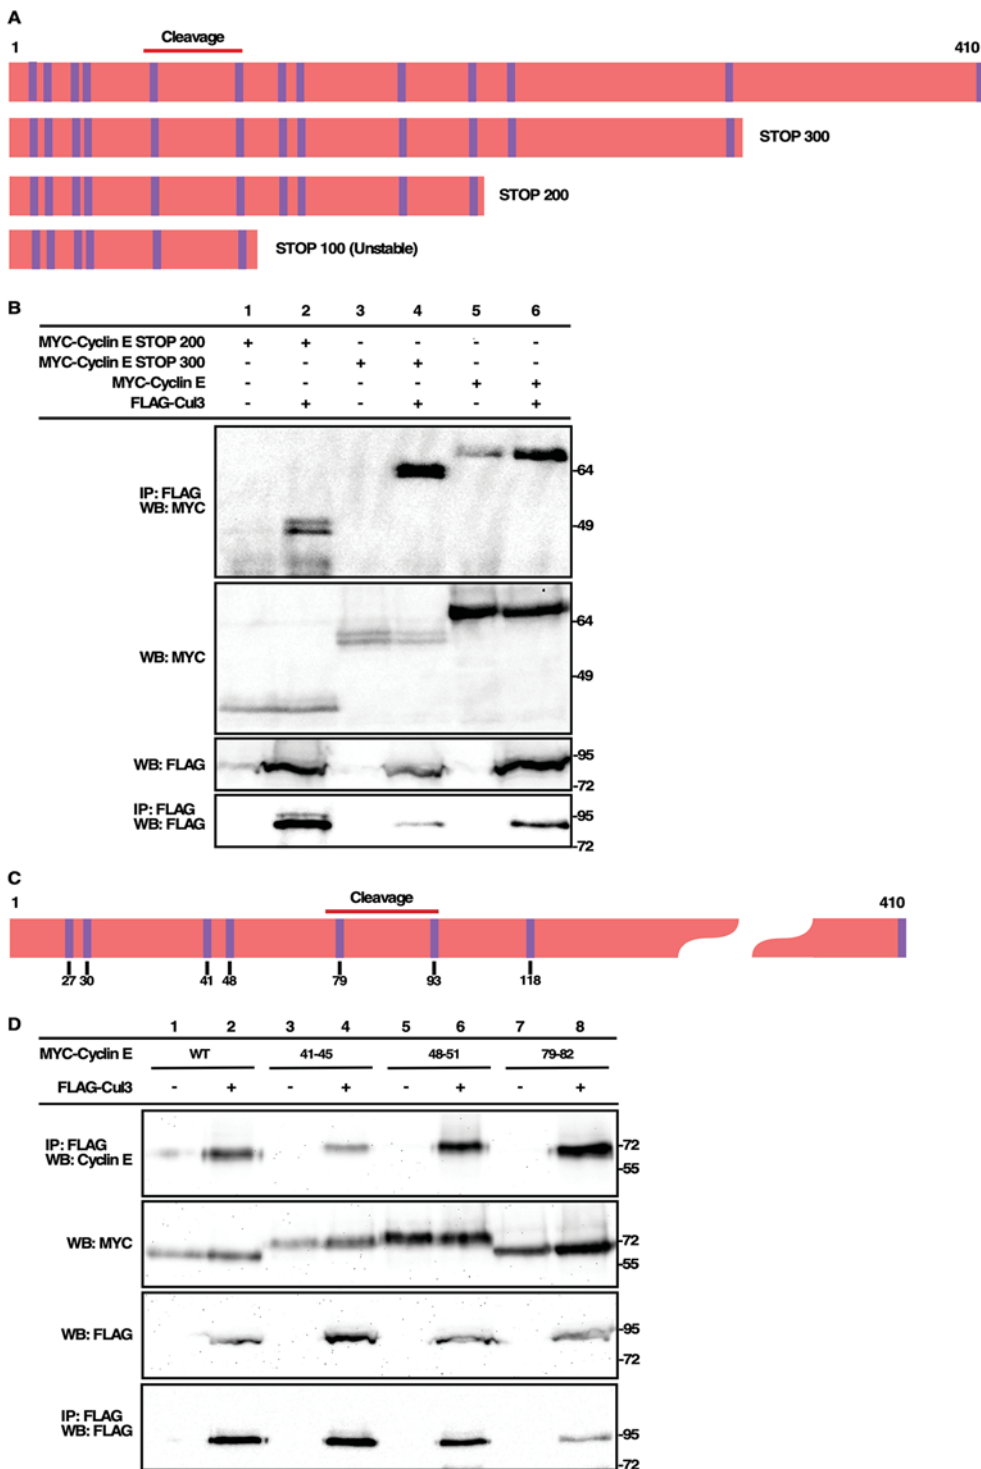 A
Cleavage
1 410
STOP 300
STOP 200
STOP 100 (Unstable)
B
1 2 3 4 5 6
MYC-Cyclin E STOP 200 + + - - - -
MYC-Cyclin E STOP 300 - - + + - -
MYC-Cyclin E - - - - + +
FLAG-Cul3 - + - + - +
IP: FLAG
WB: MYC
-64
-49
WB: MYC
-64
-49
WB: FLAG
-95
-72
IP: FLAG
WB: FLAG
-95
-72
C
Cleavage
1 410
27 30 41 48 79 93 118
D
1 2 3 4 5 6 7 8
MYC-Cyclin E WT 41-45 48-51 79-82
FLAG-Cul3 - + - + - + - +
IP: FLAG
WB: Cyclin E
-72
-55
WB: MYC
-72
-55
WB: FLAG
-95
-72
IP: FLAG
WB: FLAG
-95
-72